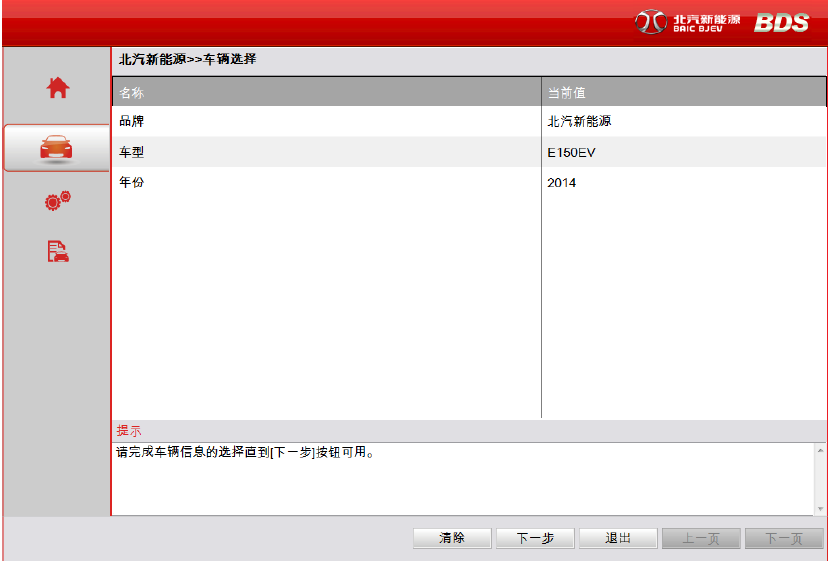 北汽新能源
BAIC BJEV
BDS
北汽新能源>>车辆选择
名称 当前值
品牌 北汽新能源
车型 E150EV
年份 2014
提示
请完成车辆信息的选择直到[下一步]按钮可用。
清除 下一步 退出 上一页 下一页